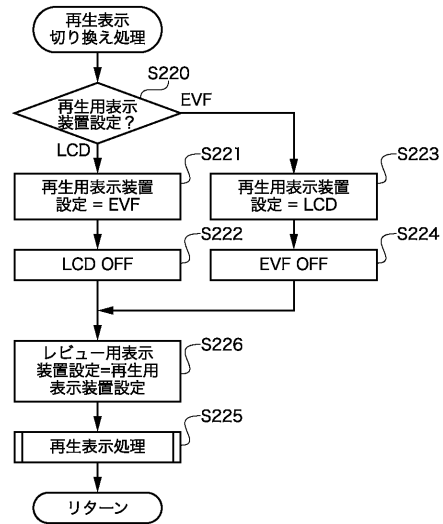 再生表示
切り換え処理
S220
再生用表示
装置設定？
EVF
LCD
S221
再生用表示装置
設定 = EVF
S223
再生用表示装置
設定 = LCD
S222
LCD OFF
S224
EVF OFF
S226
レビュー用表示
装置設定=再生用
表示装置設定
S225
再生表示処理
リターン